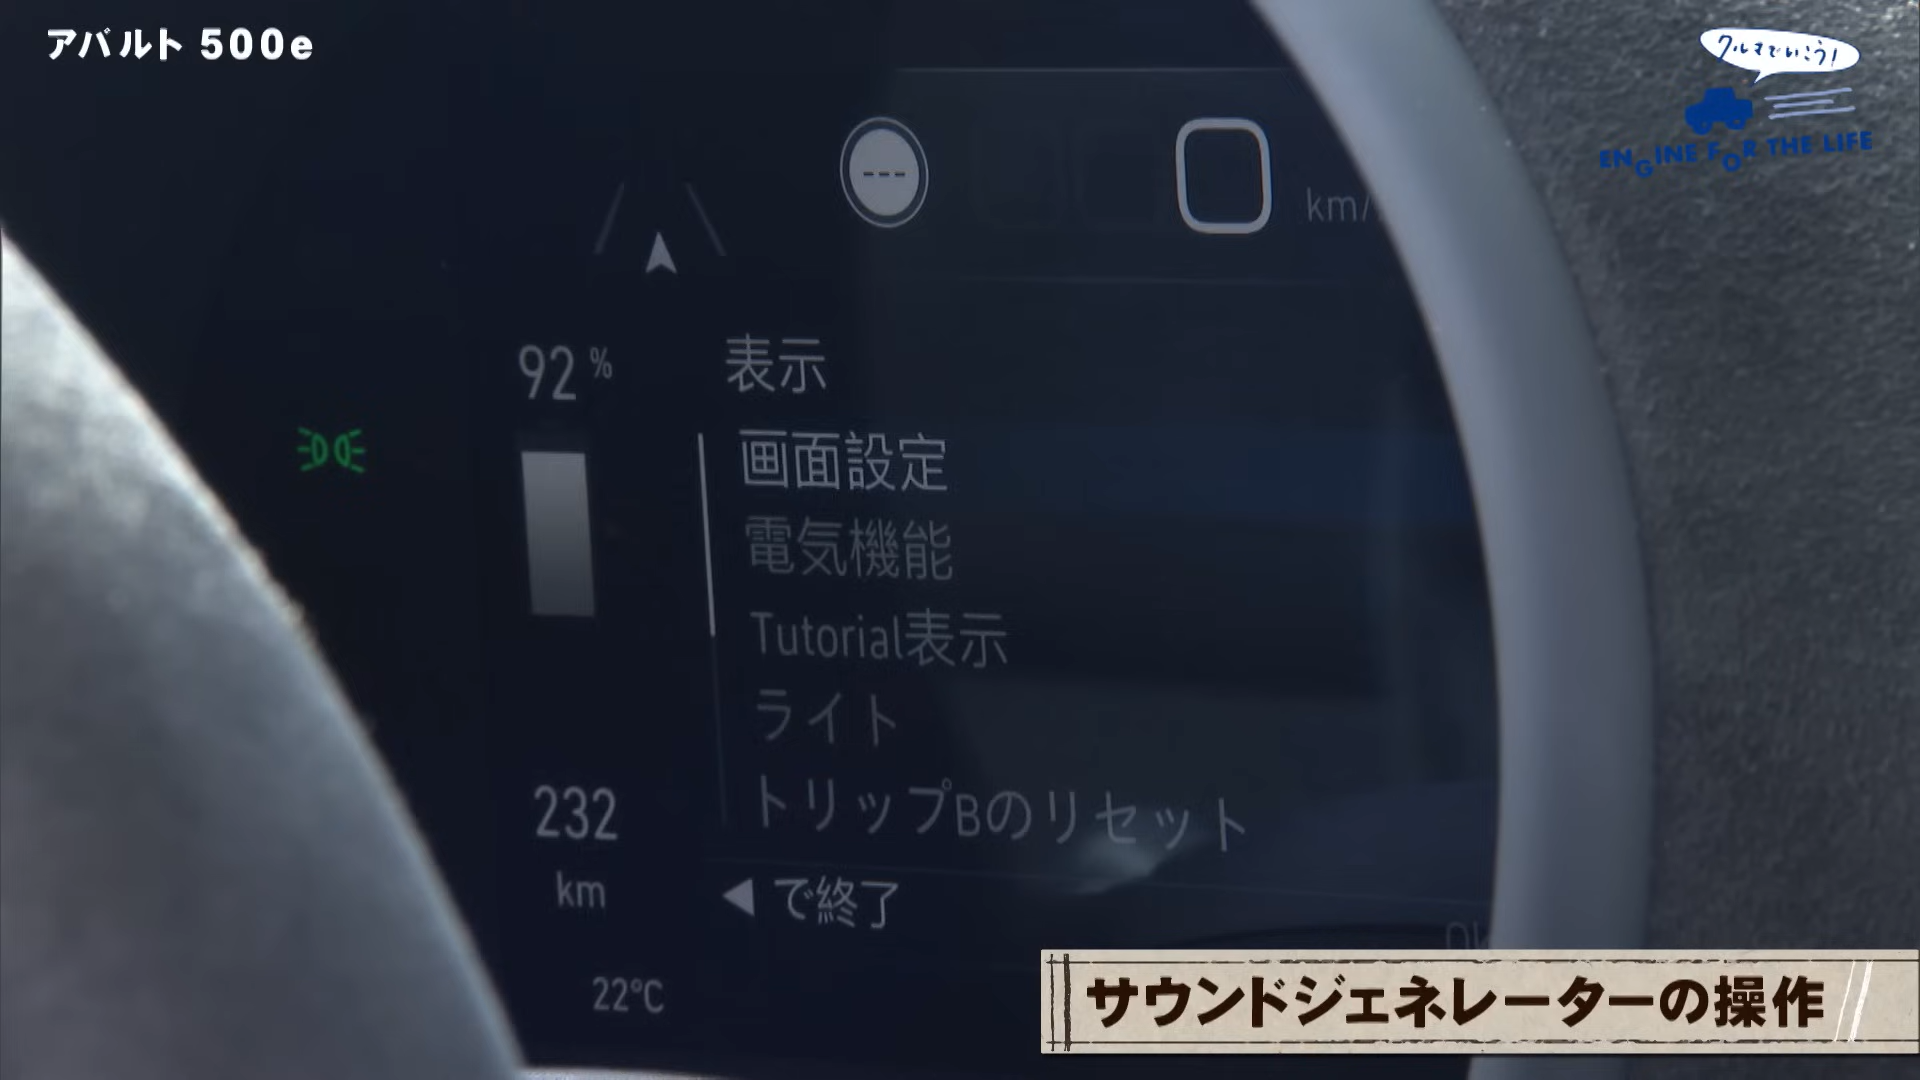 アバルト 500e
クルマでいこう!
ENGINE FOR THE LIFE
---
0
km/
92 %
表示
画面設定
電気機能
Tutorial表示
ライト
トリップBのリセット
232
km
◀ で終了
OK
22°C
サウンドジェネレーターの操作